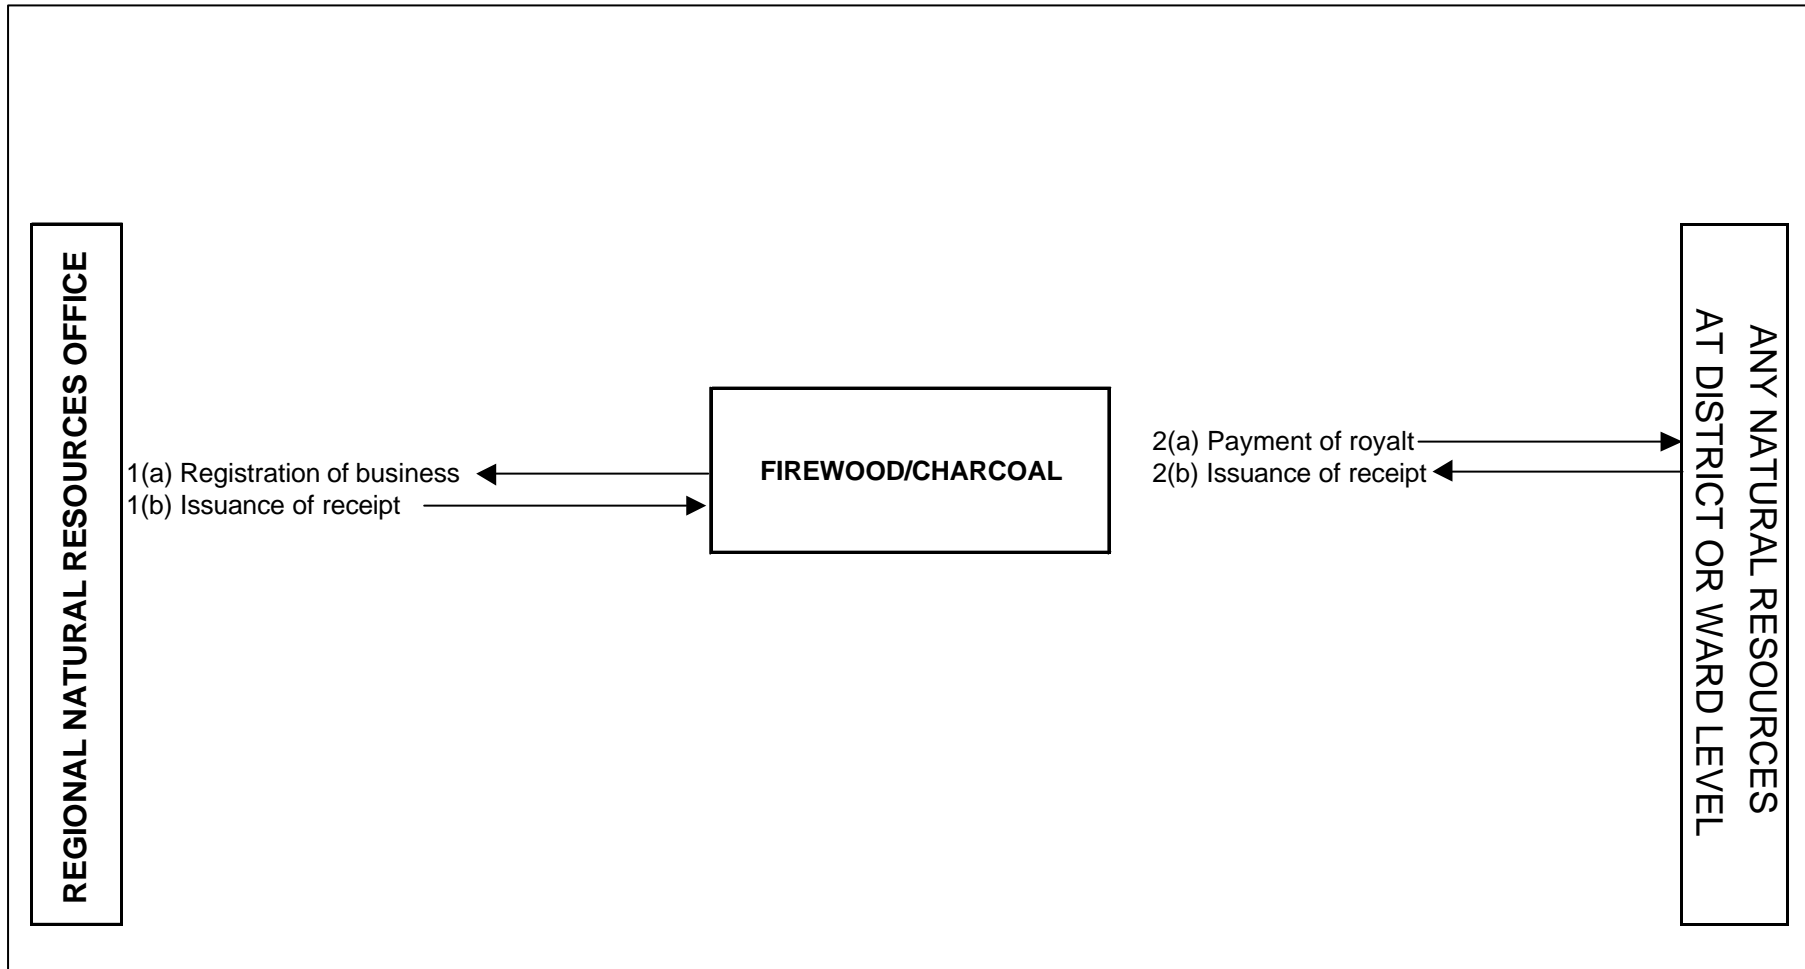 REGIONAL NATURAL RESOURCES OFFICE
1(a) Registration of business
1(b) Issuance of receipt
FIREWOOD/CHARCOAL
2(a) Payment of royalt
2(b) Issuance of receipt
ANY NATURAL RESOURCES
AT DISTRICT OR WARD LEVEL